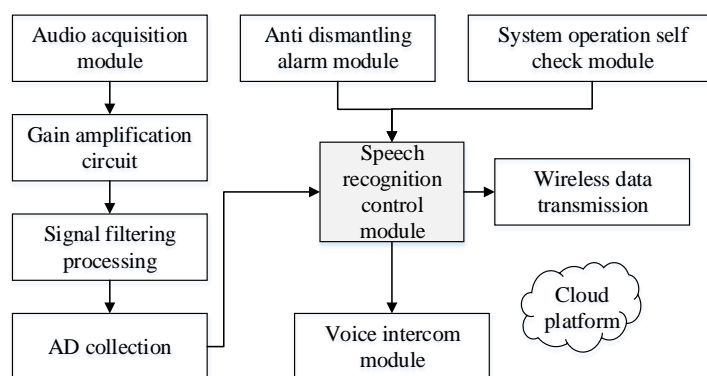 Audio acquisition
module
Anti dismantling
alarm module
System operation self
check module
Gain amplification
circuit
Speech
recognition
control
module
Wireless data
transmission
Signal filtering
processing
Cloud
platform
AD collection
Voice intercom
module